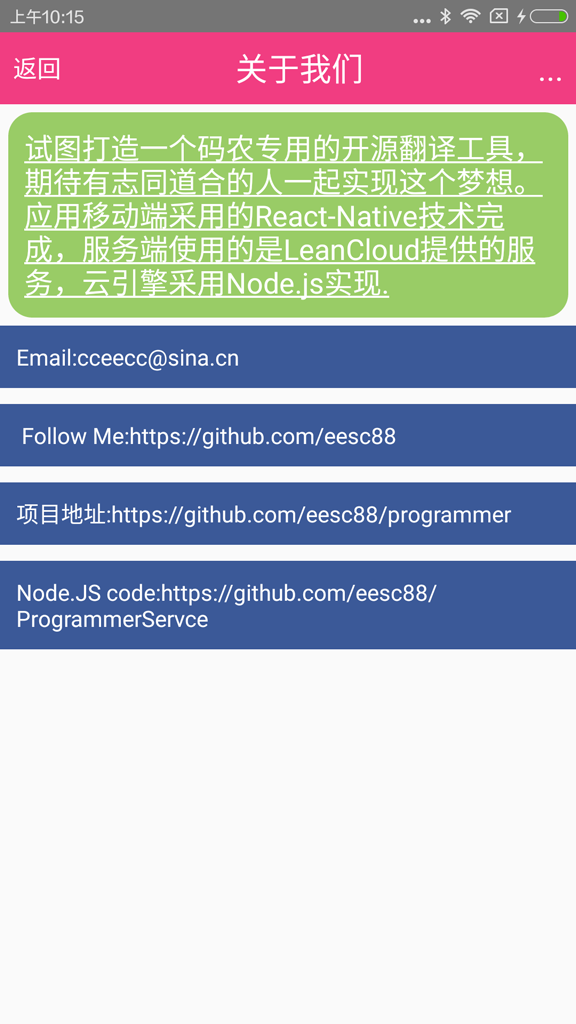 上午10:15
返回
关于我们
...
试图打造一个码农专用的开源翻译工具，
期待有志同道合的人一起实现这个梦想。
应用移动端采用的React-Native技术完
成，服务端使用的是LeanCloud提供的服
务，云引擎采用Node.js实现.
Email:cceecc@sina.cn
Follow Me:https://github.com/eesc88
项目地址:https://github.com/eesc88/programmer
Node.JS code:https://github.com/eesc88/
ProgrammerServce